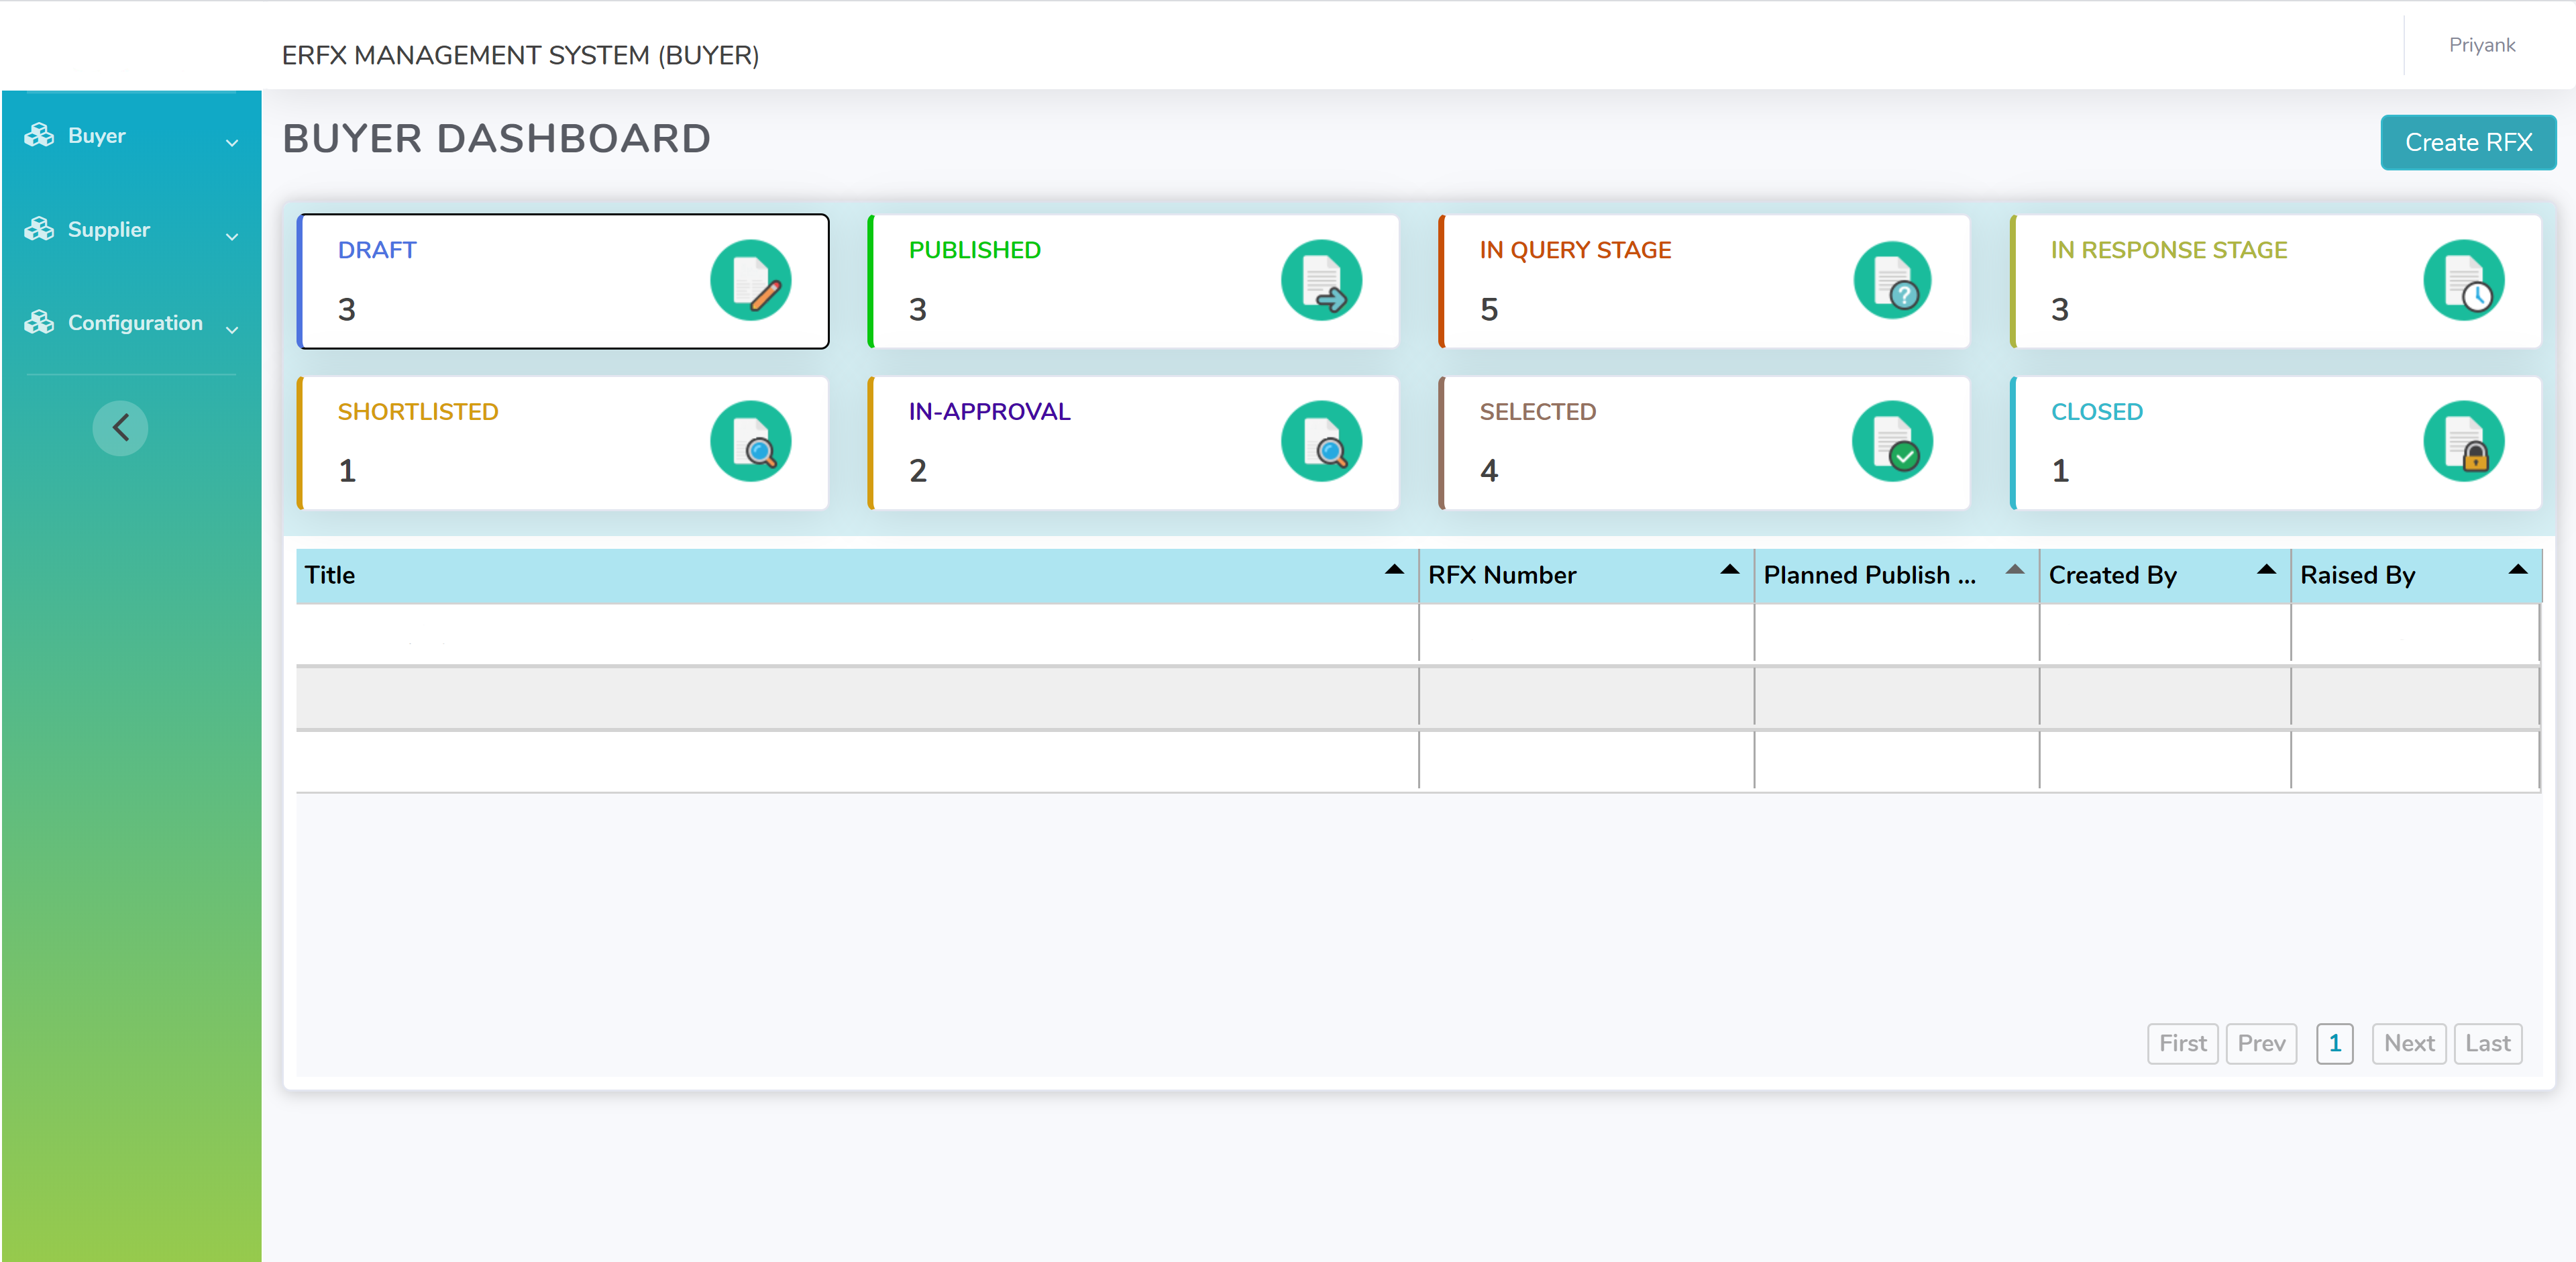 ERFX MANAGEMENT SYSTEM (BUYER)
Priyank
Buyer
Supplier
Configuration
BUYER DASHBOARD
Create RFX
DRAFT
3
PUBLISHED
3
IN QUERY STAGE
5
IN RESPONSE STAGE
3
SHORTLISTED
1
IN-APPROVAL
2
SELECTED
4
CLOSED
1
Title RFX Number Planned Publish ... Created By Raised By
First Prev 1 Next Last